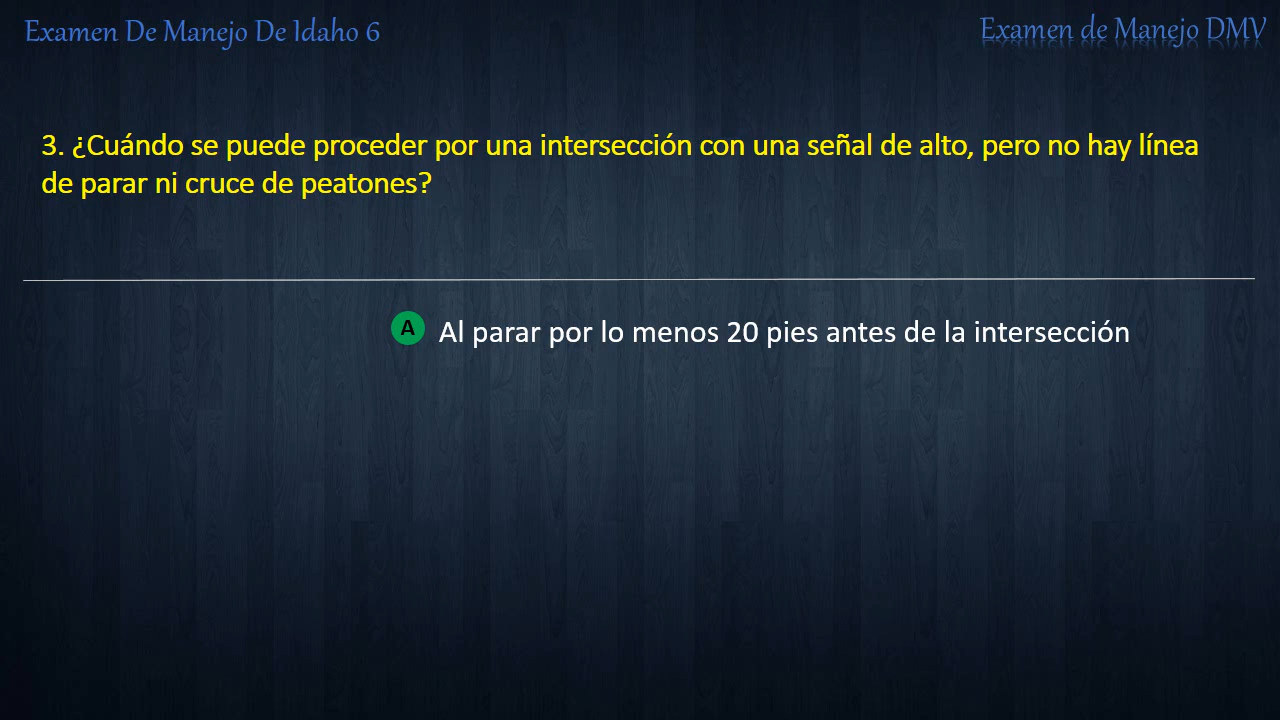 Examen De Manejo De Idaho 6
Examen de Manejo DMV
3. ¿Cuándo se puede proceder por una intersección con una señal de alto, pero no hay línea
de parar ni cruce de peatones?
A Al parar por lo menos 20 pies antes de la intersección